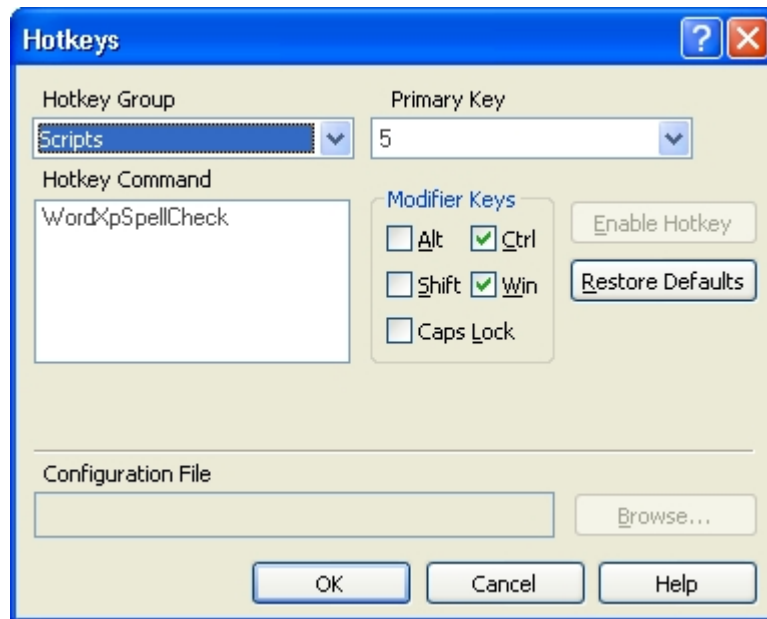 Hotkeys
Hotkey Group
Primary Key
Scripts
5
Hotkey Command
WordXpSpellCheck
Modifier Keys
Alt
Ctrl
Enable Hotkey
Shift
Win
Restore Defaults
Caps Lock
Configuration File
Browse...
OK
Cancel
Help